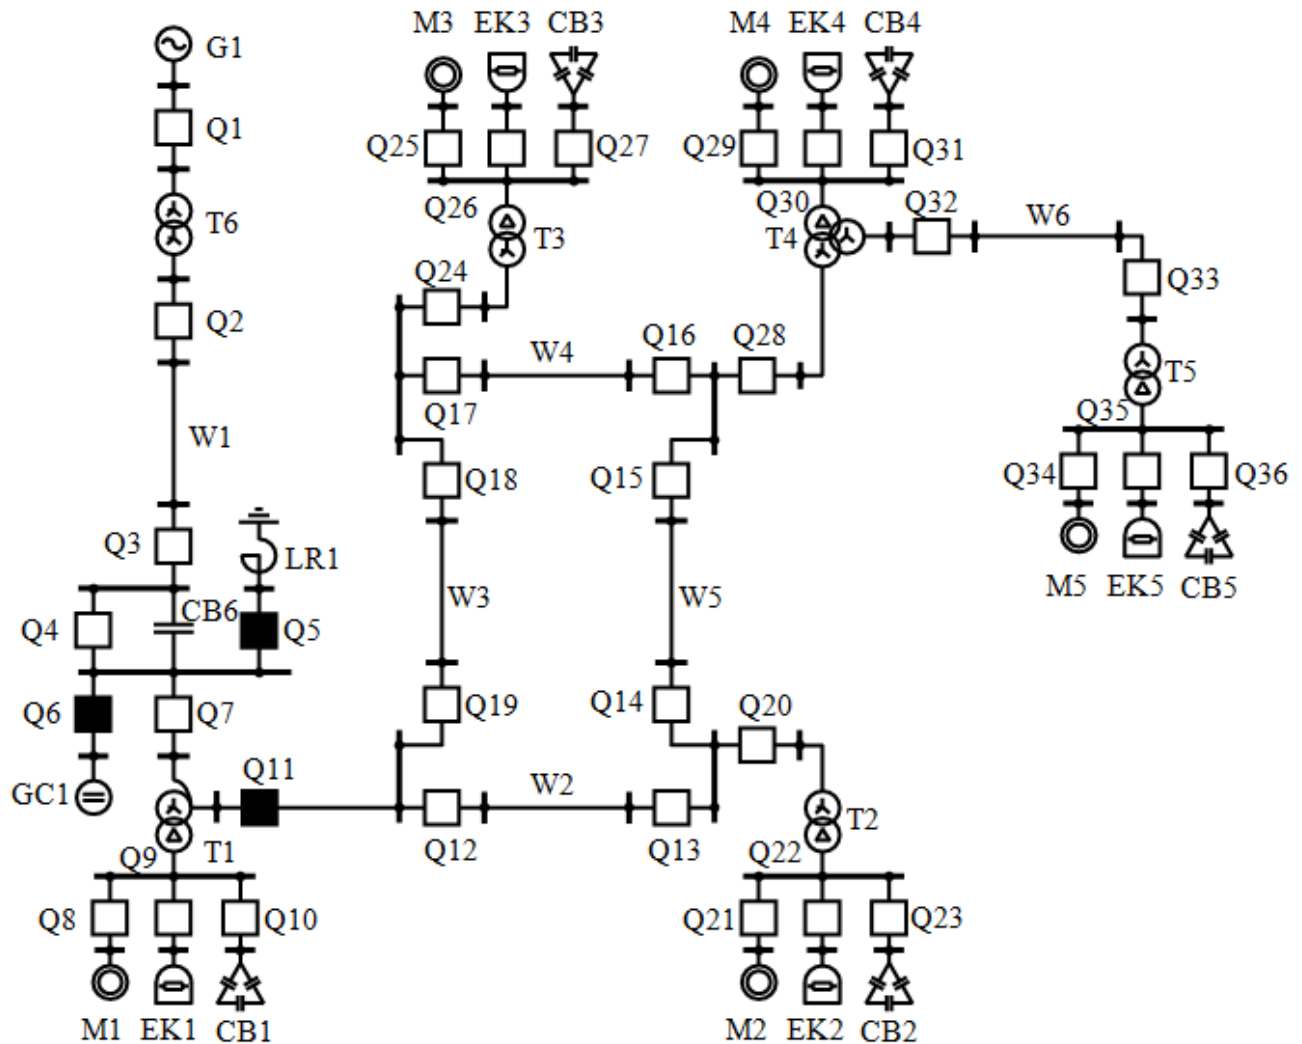 M3 EK3 CB3 M4 EK4 CB4
G1
Q1 Q25 Q27 Q29 Q31
T6 Q26 Q30 Q32 W6
T3 T4
Q24 Q33
Q2 Q16 Q28
W4 T5
Q17 Q35
W1
Q18 Q15 Q34 Q36
Q3 LR1
W3 W5 M5 EK5 CB5
CB6
Q4 Q5
Q6 Q7 Q19 Q14 Q20
GC1 Q11 W2 T2
Q9 T1 Q12 Q13 Q22
Q8 Q10 Q21 Q23
M1 EK1 CB1 M2 EK2 CB2